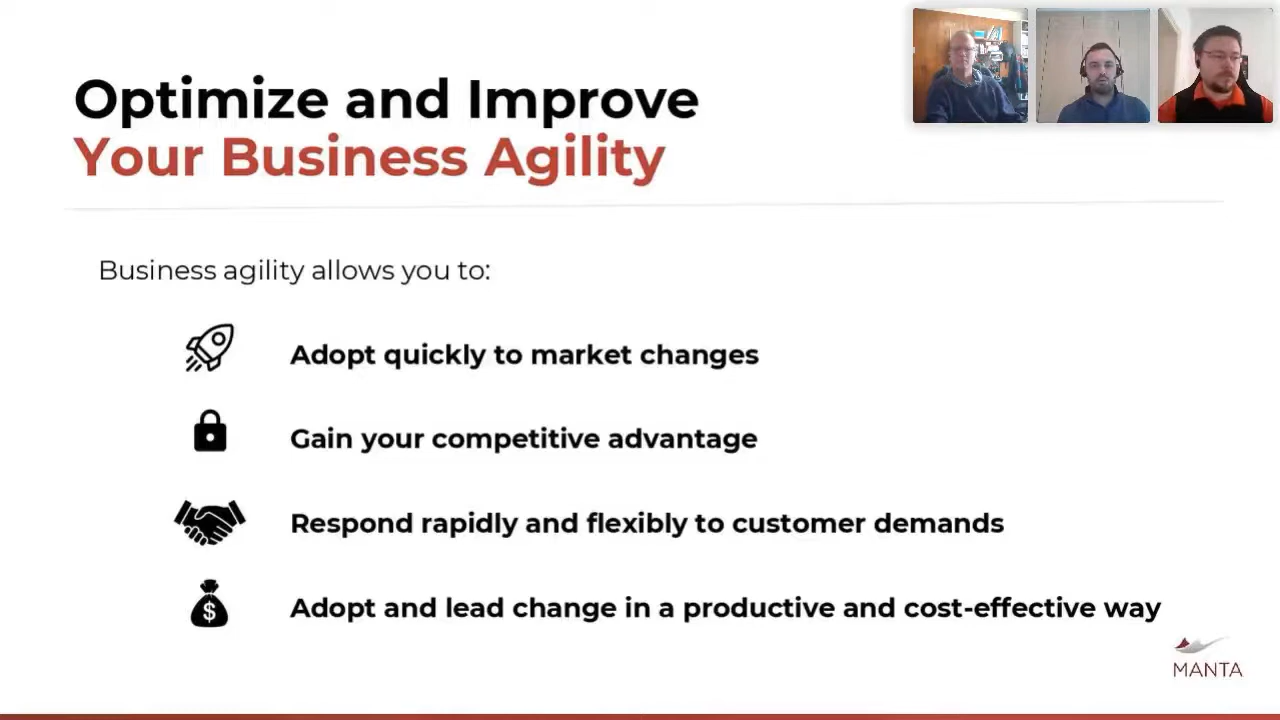 Optimize and Improve
Your Business Agility
Business agility allows you to:
Adopt quickly to market changes
Gain your competitive advantage
Respond rapidly and flexibly to customer demands
$
Adopt and lead change in a productive and cost-effective way
MANTA